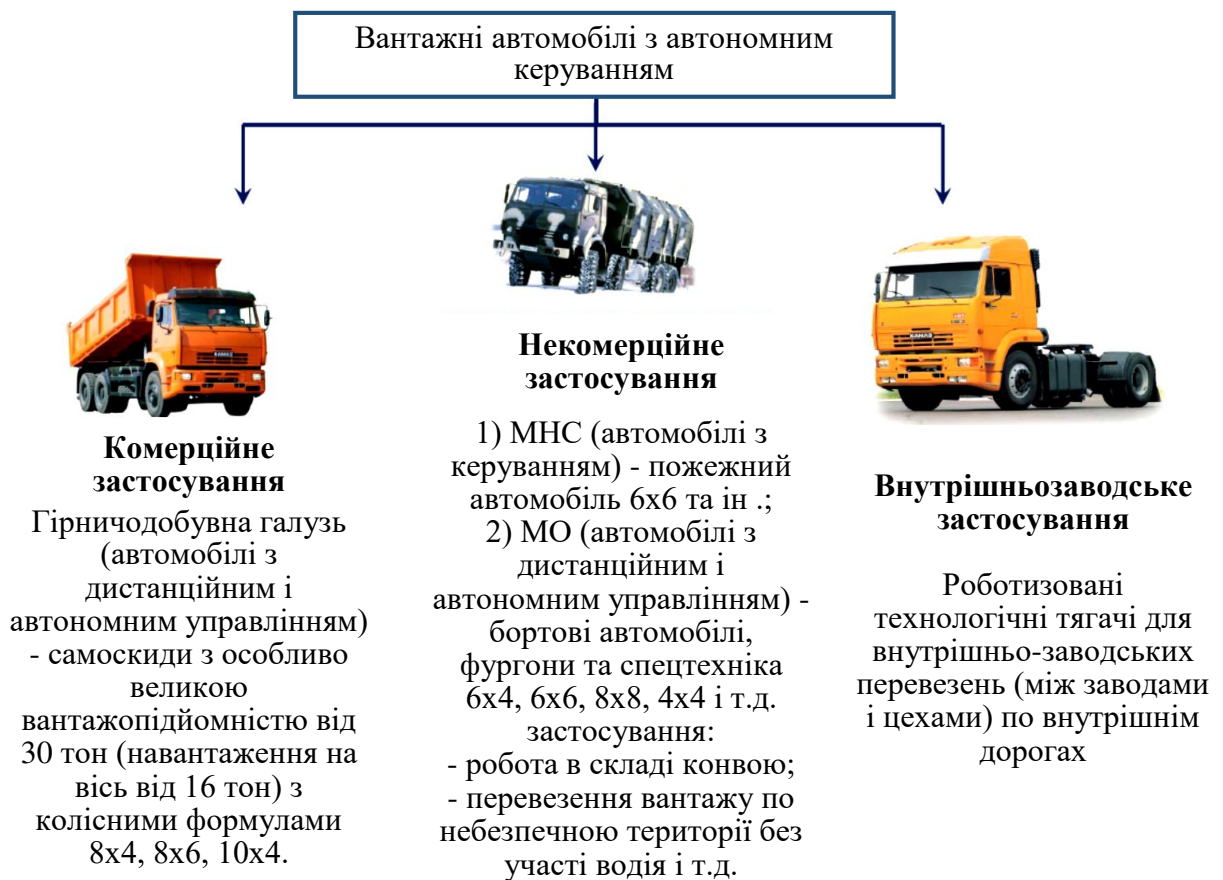 Вантажні автомобілі з автономним
керуванням
KAMAZ
Комерційне
застосування
Гірничодобувна галузь
(автомобілі з
дистанційним і
автономним управлінням)
- самоскиди з особливо
великою
вантажопідйомністю від
30 тон (навантаження на
вісь від 16 тон) з
колісними формулами
8х4, 8х6, 10х4.
Некомерційне
застосування
1) МНС (автомобілі з
керуванням) - пожежний
автомобіль 6х6 та ін .;
2) МО (автомобілі з
дистанційним і
автономним управлінням) -
бортові автомобілі,
фургони та спецтехніка
6х4, 6х6, 8х8, 4х4 і т.д.
застосування:
- робота в складі конвою;
- перевезення вантажу по
небезпечною території без
участі водія і т.д.
KAMAZ
Внутрішньозаводське
застосування
Роботизовані
технологічні тягачі для
внутрішньо-заводських
перевезень (між заводами
і цехами) по внутрішнім
дорогах